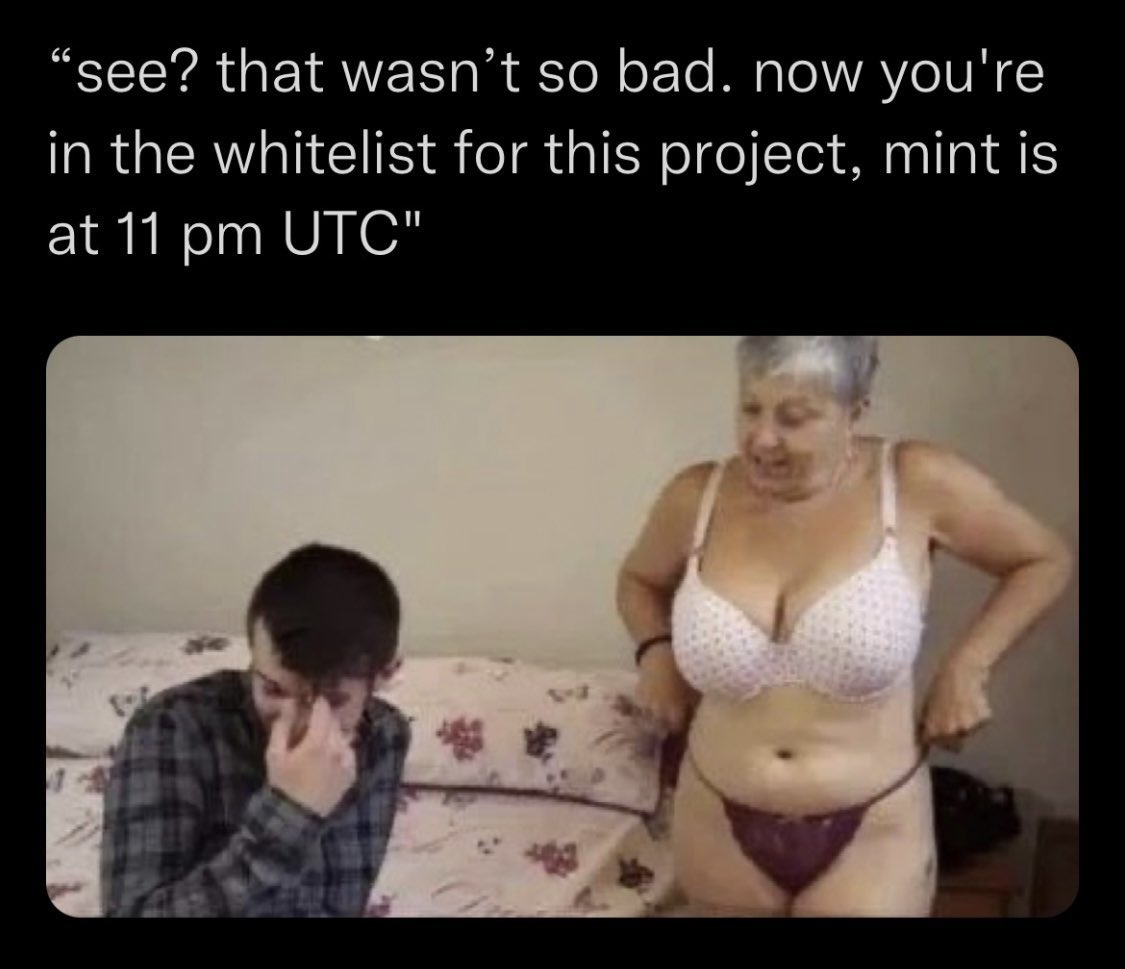 “see? that wasn’t so bad. now you're
in the whitelist for this project, mint is
at 11 pm UTC"